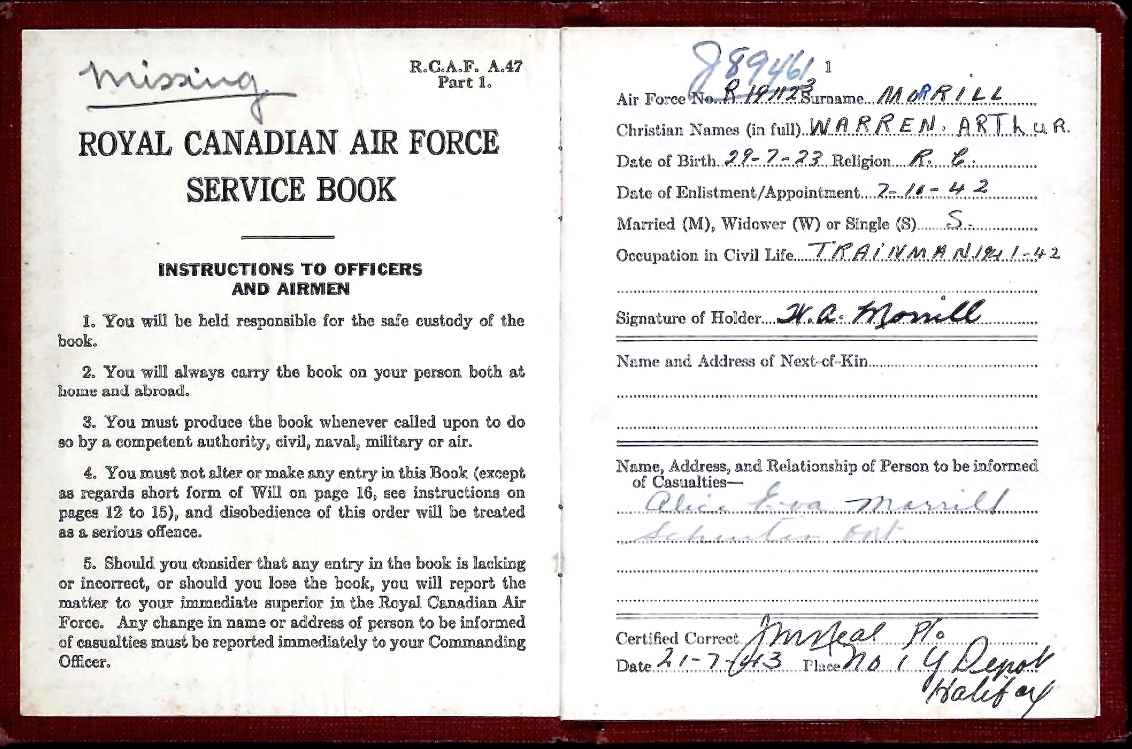 Missing
R.C.A.F. A.47
Part 1.
ROYAL CANADIAN AIR FORCE
SERVICE BOOK
INSTRUCTIONS TO OFFICERS
AND AIRMEN
1. You will be held responsible for the safe custody of the
book.
2. You will always carry the book on your person both at
home and abroad.
3. You must produce the book whenever called upon to do
so by a competent authority, civil, naval, military or air.
4. You must not alter or make any entry in this Book (except
as regards short form of Will on page 16, see instructions on
pages 12 to 15), and disobedience of this order will be treated
as a serious offence.
5. Should you consider that any entry in the book is lacking
or incorrect, or should you lose the book, you will report the
matter to your immediate superior in the Royal Canadian Air
Force. Any change in name or address of person to be informed
of casualties must be reported immediately to your Commanding
Officer.
J89461
1
Air Force No. Surname MORRILL
Christian Names (in full) WARREN. ARTHUR.
Date of Birth 29-7-23 Religion R. C.
Date of Enlistment/Appointment 7-10-42
Married (M), Widower (W) or Single (S) S.
Occupation in Civil Life TRAINMAN 1941-42
Signature of Holder W. A. Morrill
Name and Address of Next-of-Kin
Name, Address, and Relationship of Person to be informed
of Casualties—
Alice Eva Morrill
Ont.
Certified Correct P/o
Date 21-7-43 Place No 1 Y Depot
Halifax